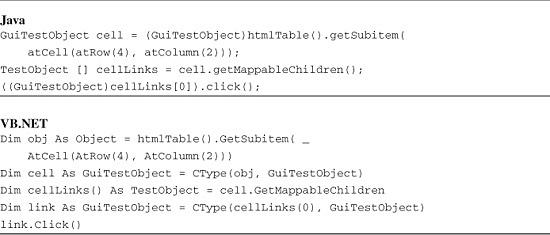 Java
GuiTestObject cell = (GuiTestObject)htmlTable().getSubitem(
    atCell(atRow(4), atColumn(2)));
TestObject [] cellLinks = cell.getMappableChildren();
((GuiTestObject)cellLinks[0]).click();
VB.NET
Dim obj As Object = htmlTable().GetSubitem( _
    AtCell(AtRow(4), AtColumn(2)))
Dim cell As GuiTestObject = CType(obj, GuiTestObject)
Dim cellLinks() As TestObject = cell.GetMappableChildren
Dim link As GuiTestObject = CType(cellLinks(0), GuiTestObject)
link.Click()